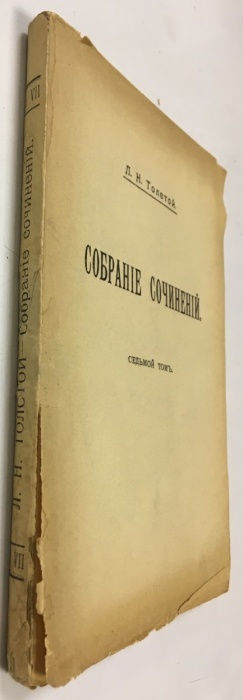 Л. Н. Толстой.
СОБРАНІЕ СОЧИНЕНІЙ.
СЕДЬМОЙ ТОМЪ.
VII
Л. Н. ТОЛСТОЙ Собраніе сочиненій.
VII